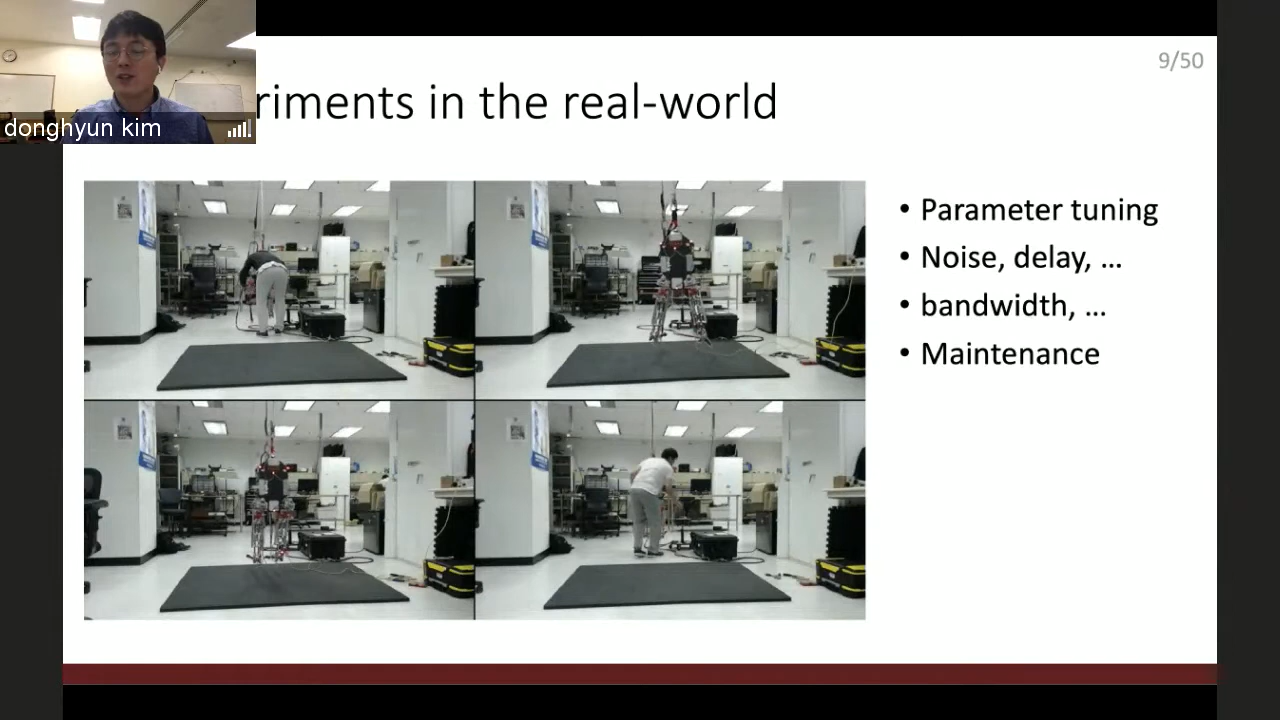 9/50
riments in the real-world
donghyun kim
• Parameter tuning
• Noise, delay, ...
• bandwidth, ...
• Maintenance